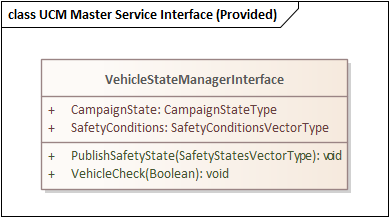 class UCM Master Service Interface (Provided)
VehicleStateManagerInterface
+ CampaignState: CampaignStateType
+ SafetyConditions: SafetyConditionsVectorType
+ PublishSafetyState(SafetyStatesVectorType): void
+ VehicleCheck(Boolean): void